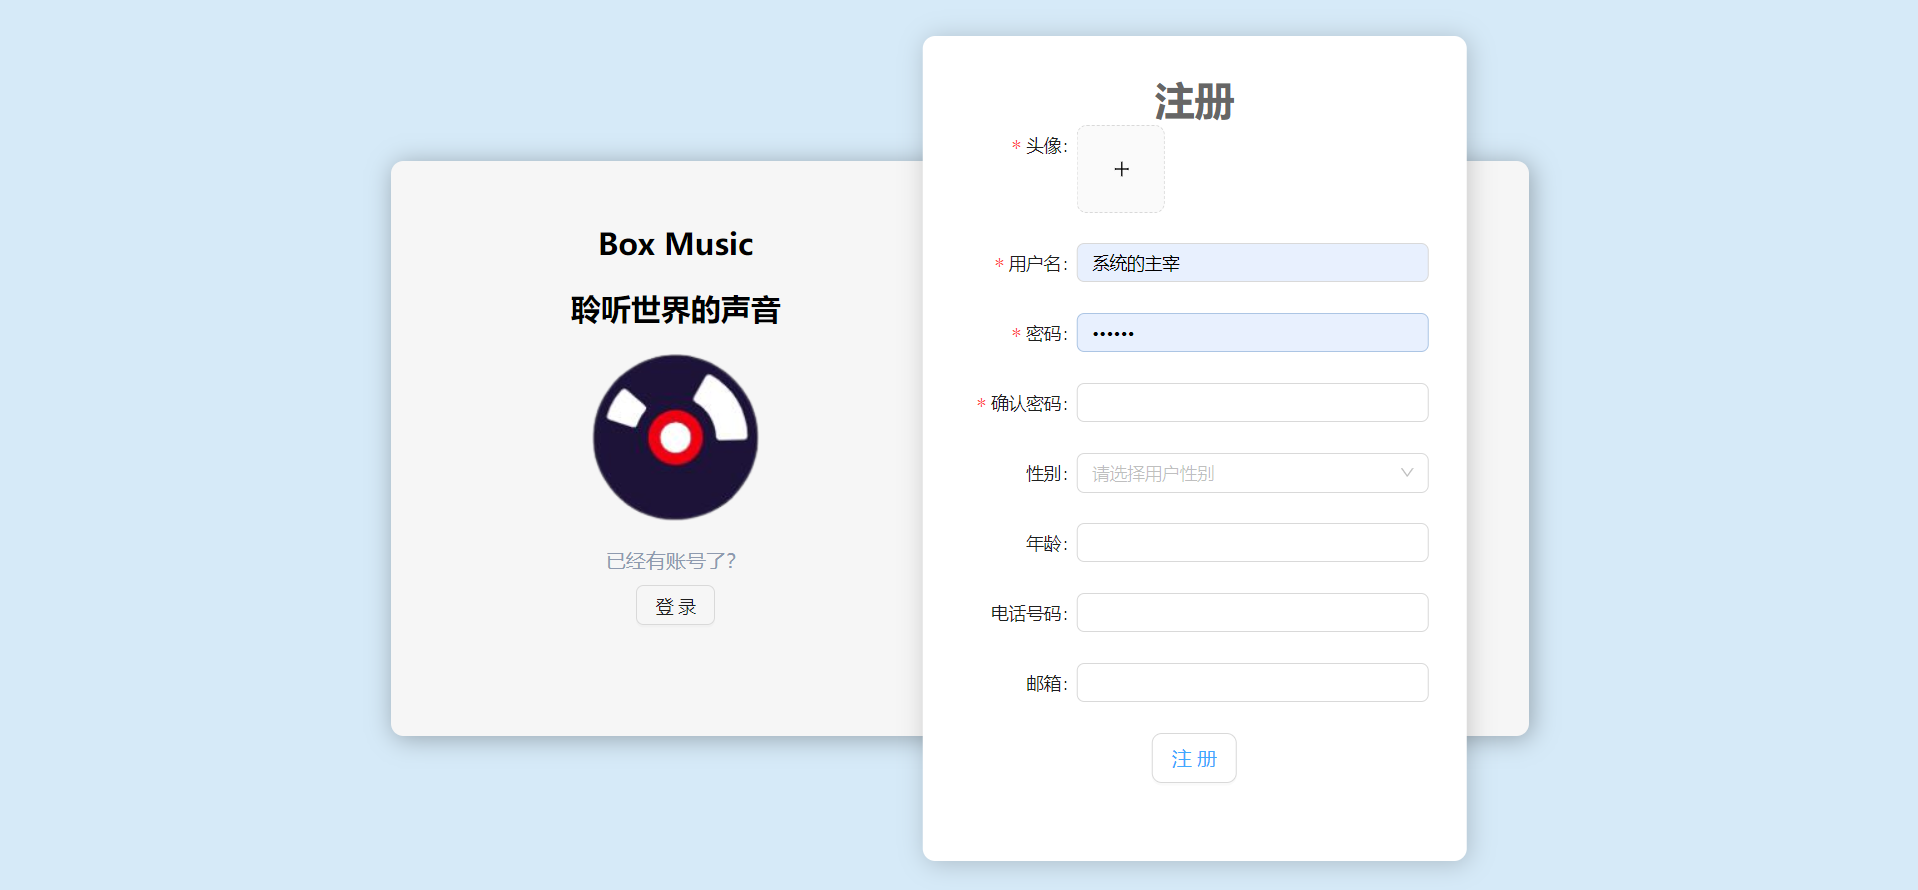 Box Music
聆听世界的声音
已经有账号了?
登 录
注册
* 头像:
+
* 用户名: 系统的主宰
* 密码: ••••••
* 确认密码:
性别: 请选择用户性别
年龄:
电话号码:
邮箱:
注 册